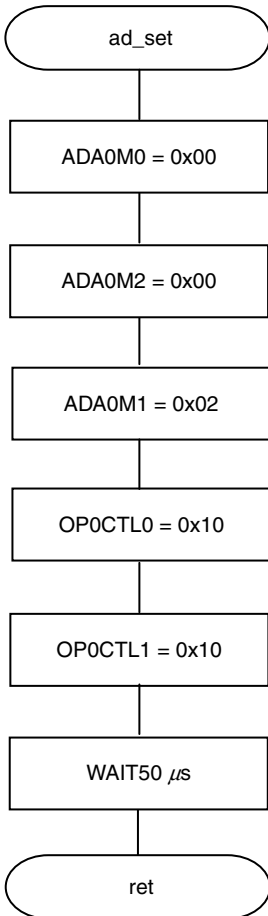 ad_set
ADA0M0 = 0x00
ADA0M2 = 0x00
ADA0M1 = 0x02
OP0CTL0 = 0x10
OP0CTL1 = 0x10
WAIT50 μs
ret